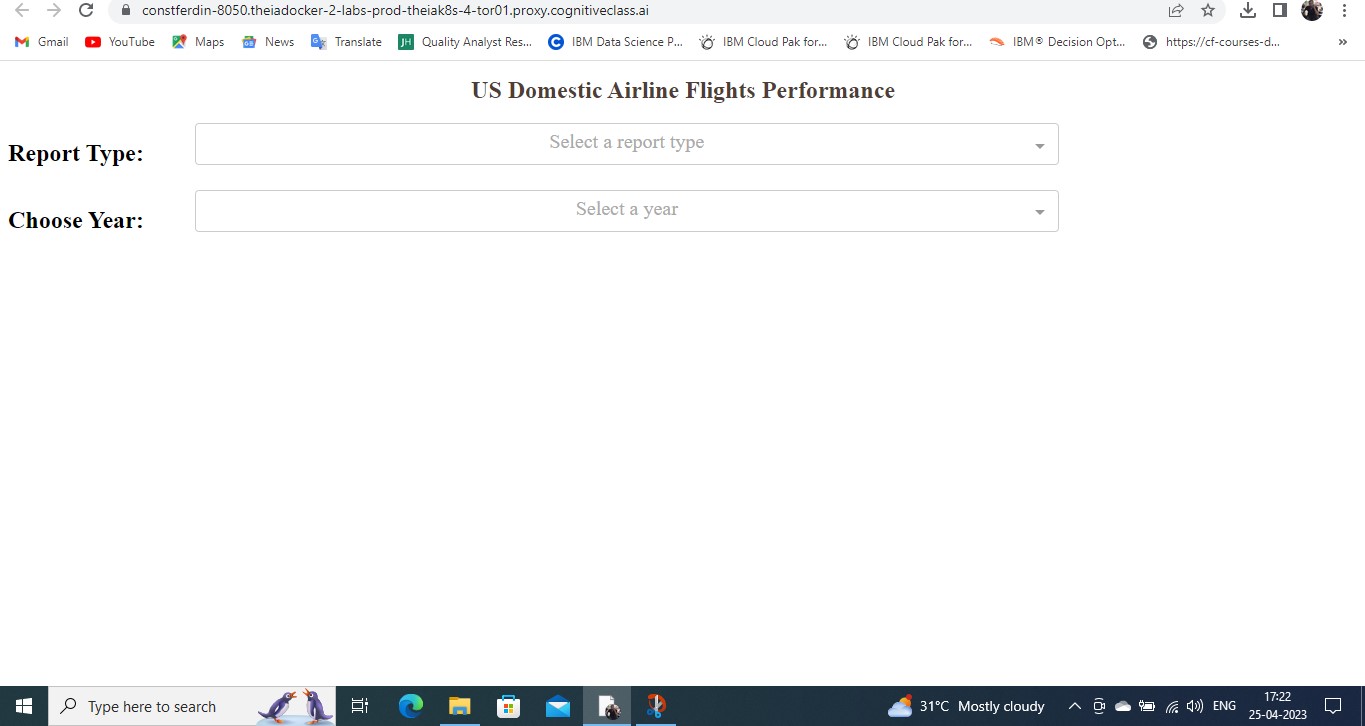 constferdin-8050.theiadocker-2-labs-prod-theiak8s-4-tor01.proxy.cognitiveclass.ai
Gmail YouTube Maps News Translate JH Quality Analyst Res... C IBM Data Science P... IBM Cloud Pak for... IBM Cloud Pak for... IBM® Decision Opt... https://cf-courses-d... »
US Domestic Airline Flights Performance
Report Type: Select a report type
Choose Year: Select a year
Type here to search 31°C Mostly cloudy ENG 17:22
25-04-2023